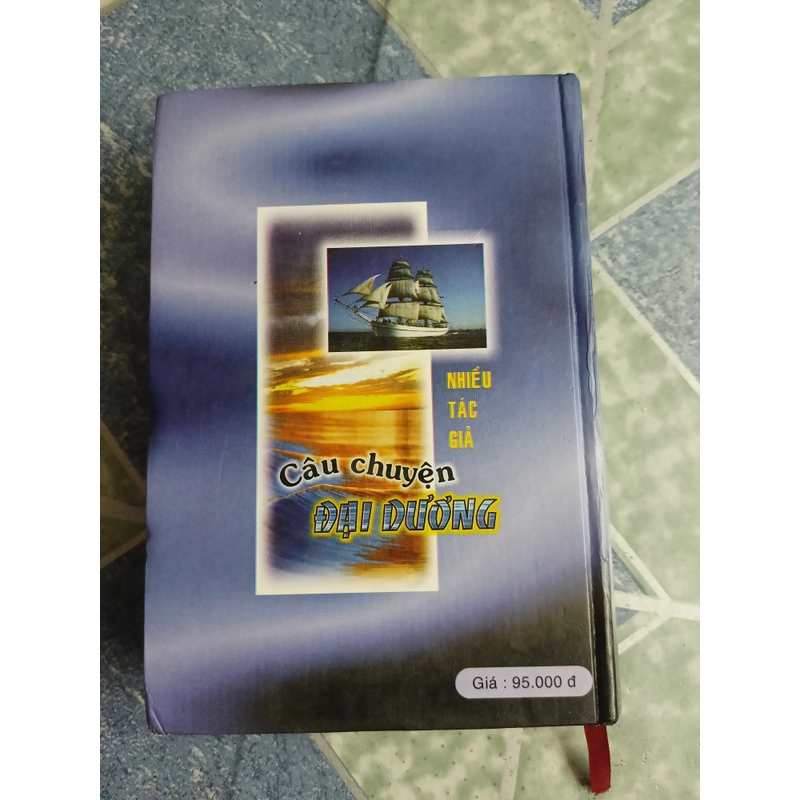 NHIỀU
TÁC
GIẢ
Câu chuyện
ĐẠI DƯƠNG
Giá : 95.000 đ